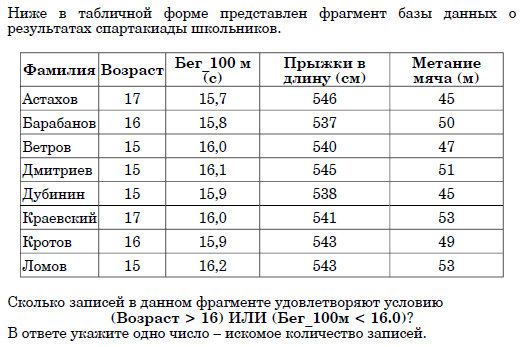 Ниже в табличной форме представлен фрагмент базы данных о
результатах спартакиады школьников.
Фамилия Возраст Бег_100 м (с) Прыжки в длину (см) Метание мяча (м)
Астахов 17 15,7 546 45
Барабанов 16 15,8 537 50
Ветров 15 16,0 540 47
Дмитриев 15 16,1 545 51
Дубинин 15 15,9 538 45
Краевский 17 16,0 541 53
Кротов 16 15,9 543 49
Ломов 15 16,2 543 53
Сколько записей в данном фрагменте удовлетворяют условию
(Возраст > 16) ИЛИ (Бег_100м < 16.0)?
В ответе укажите одно число – искомое количество записей.